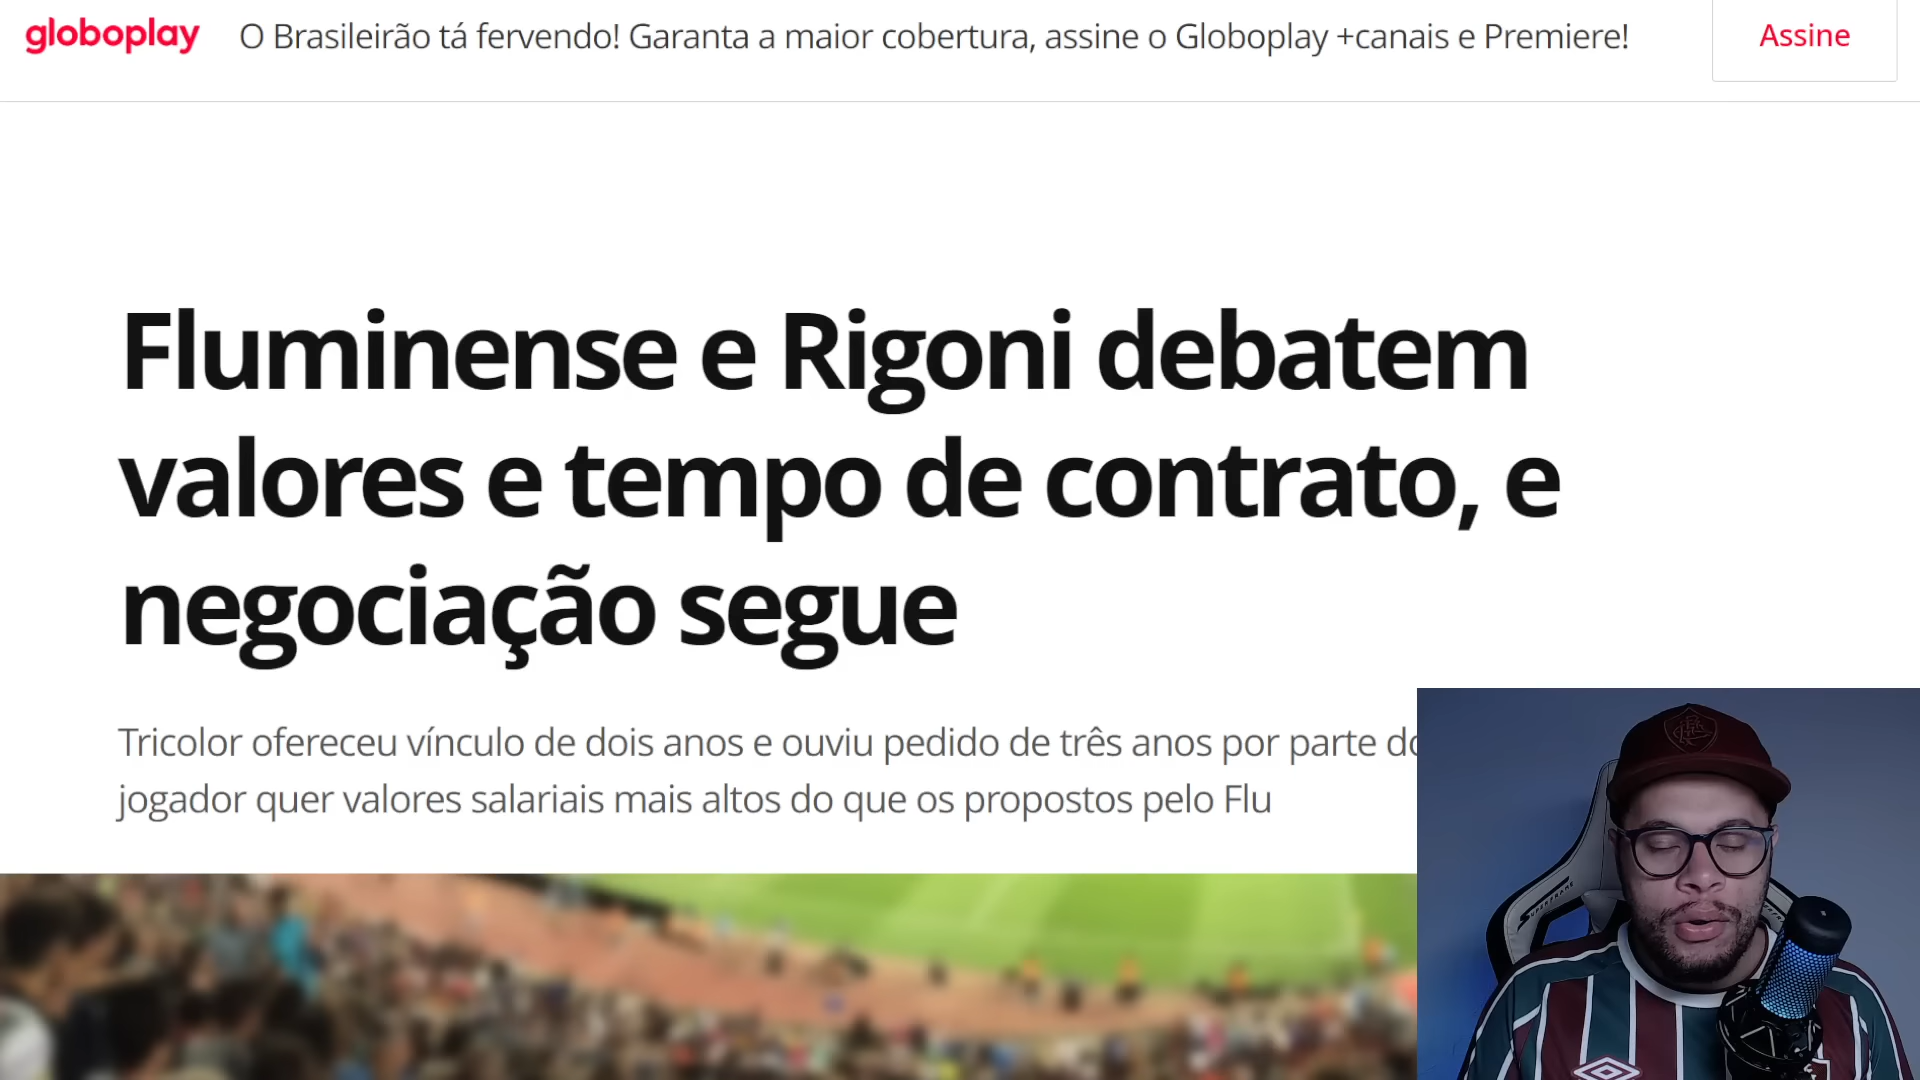 globoplay O Brasileirão tá fervendo! Garanta a maior cobertura, assine o Globoplay +canais e Premiere! Assine
Fluminense e Rigoni debatem
valores e tempo de contrato, e
negociação segue
Tricolor ofereceu vínculo de dois anos e ouviu pedido de três anos por parte
jogador quer valores salariais mais altos do que os propostos pelo Flu